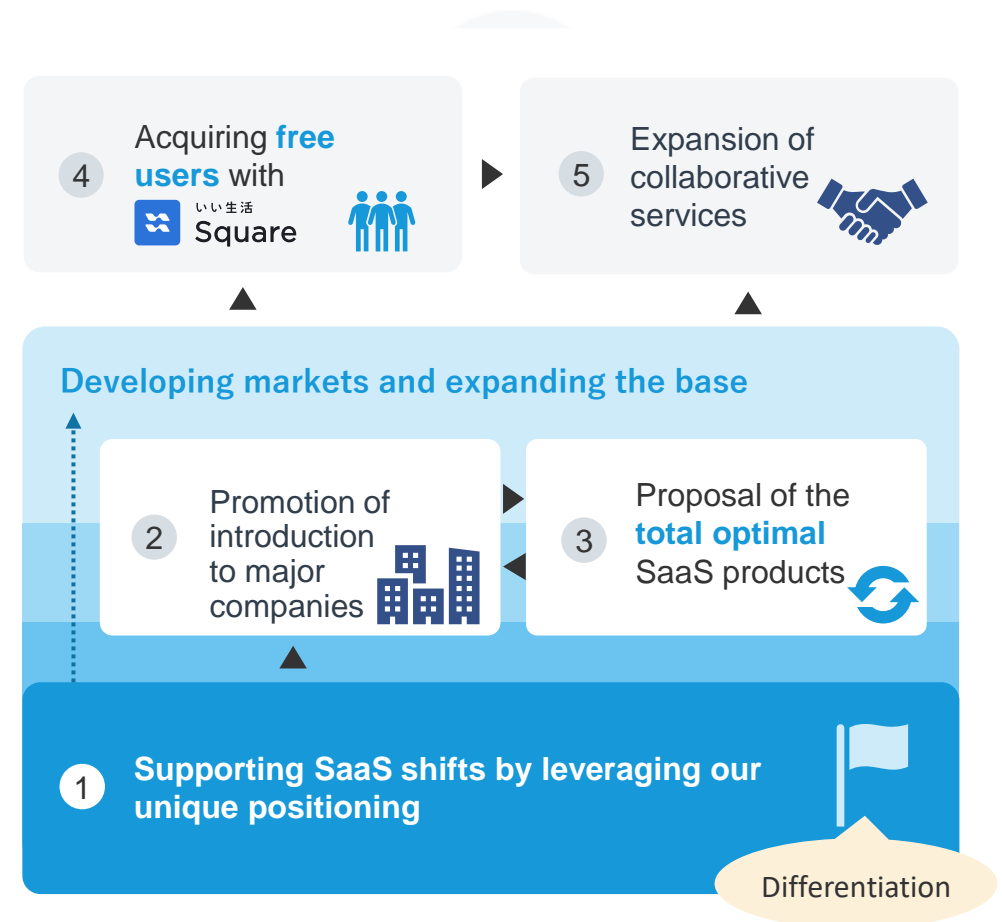 4
Acquiring free
users with
いい生活
Square
5
Expansion of
collaborative
services
Developing markets and expanding the base
2
Promotion of
introduction
to major
companies
3
Proposal of the
total optimal
SaaS products
1
Supporting SaaS shifts by leveraging our
unique positioning
Differentiation